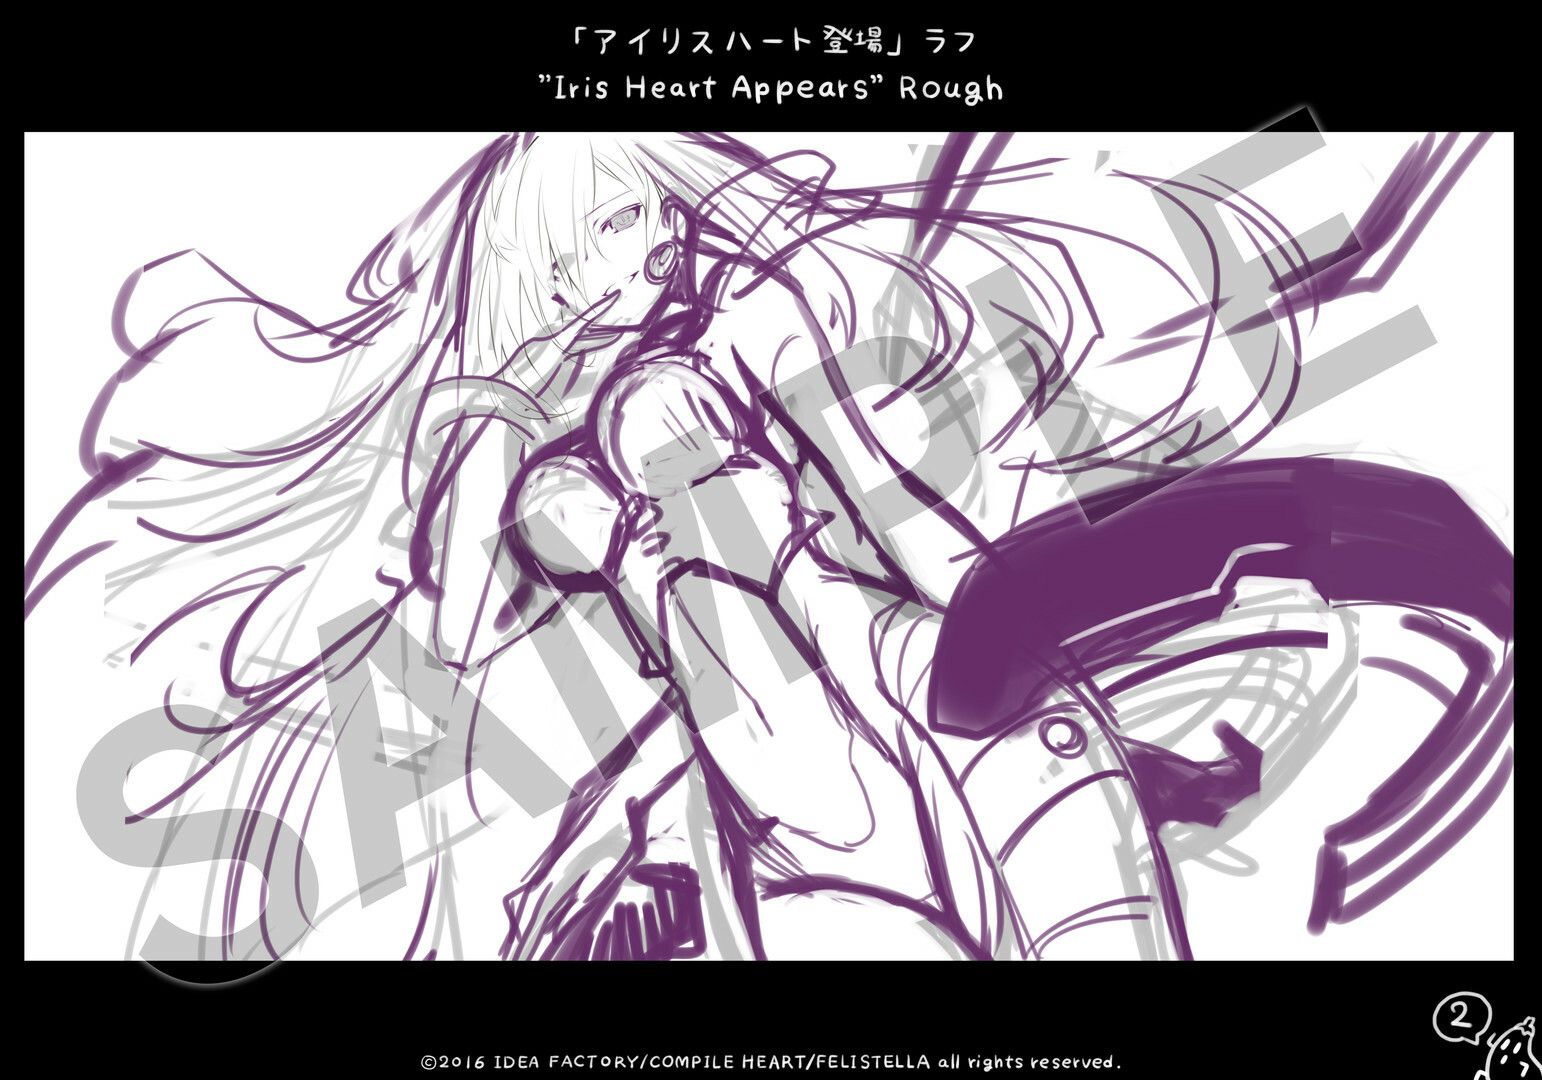 「アイリスハート登場」ラフ
"Iris Heart Appears" Rough
SAMPLE
2
©2016 IDEA FACTORY/COMPILE HEART/FELISTELLA all rights reserved.